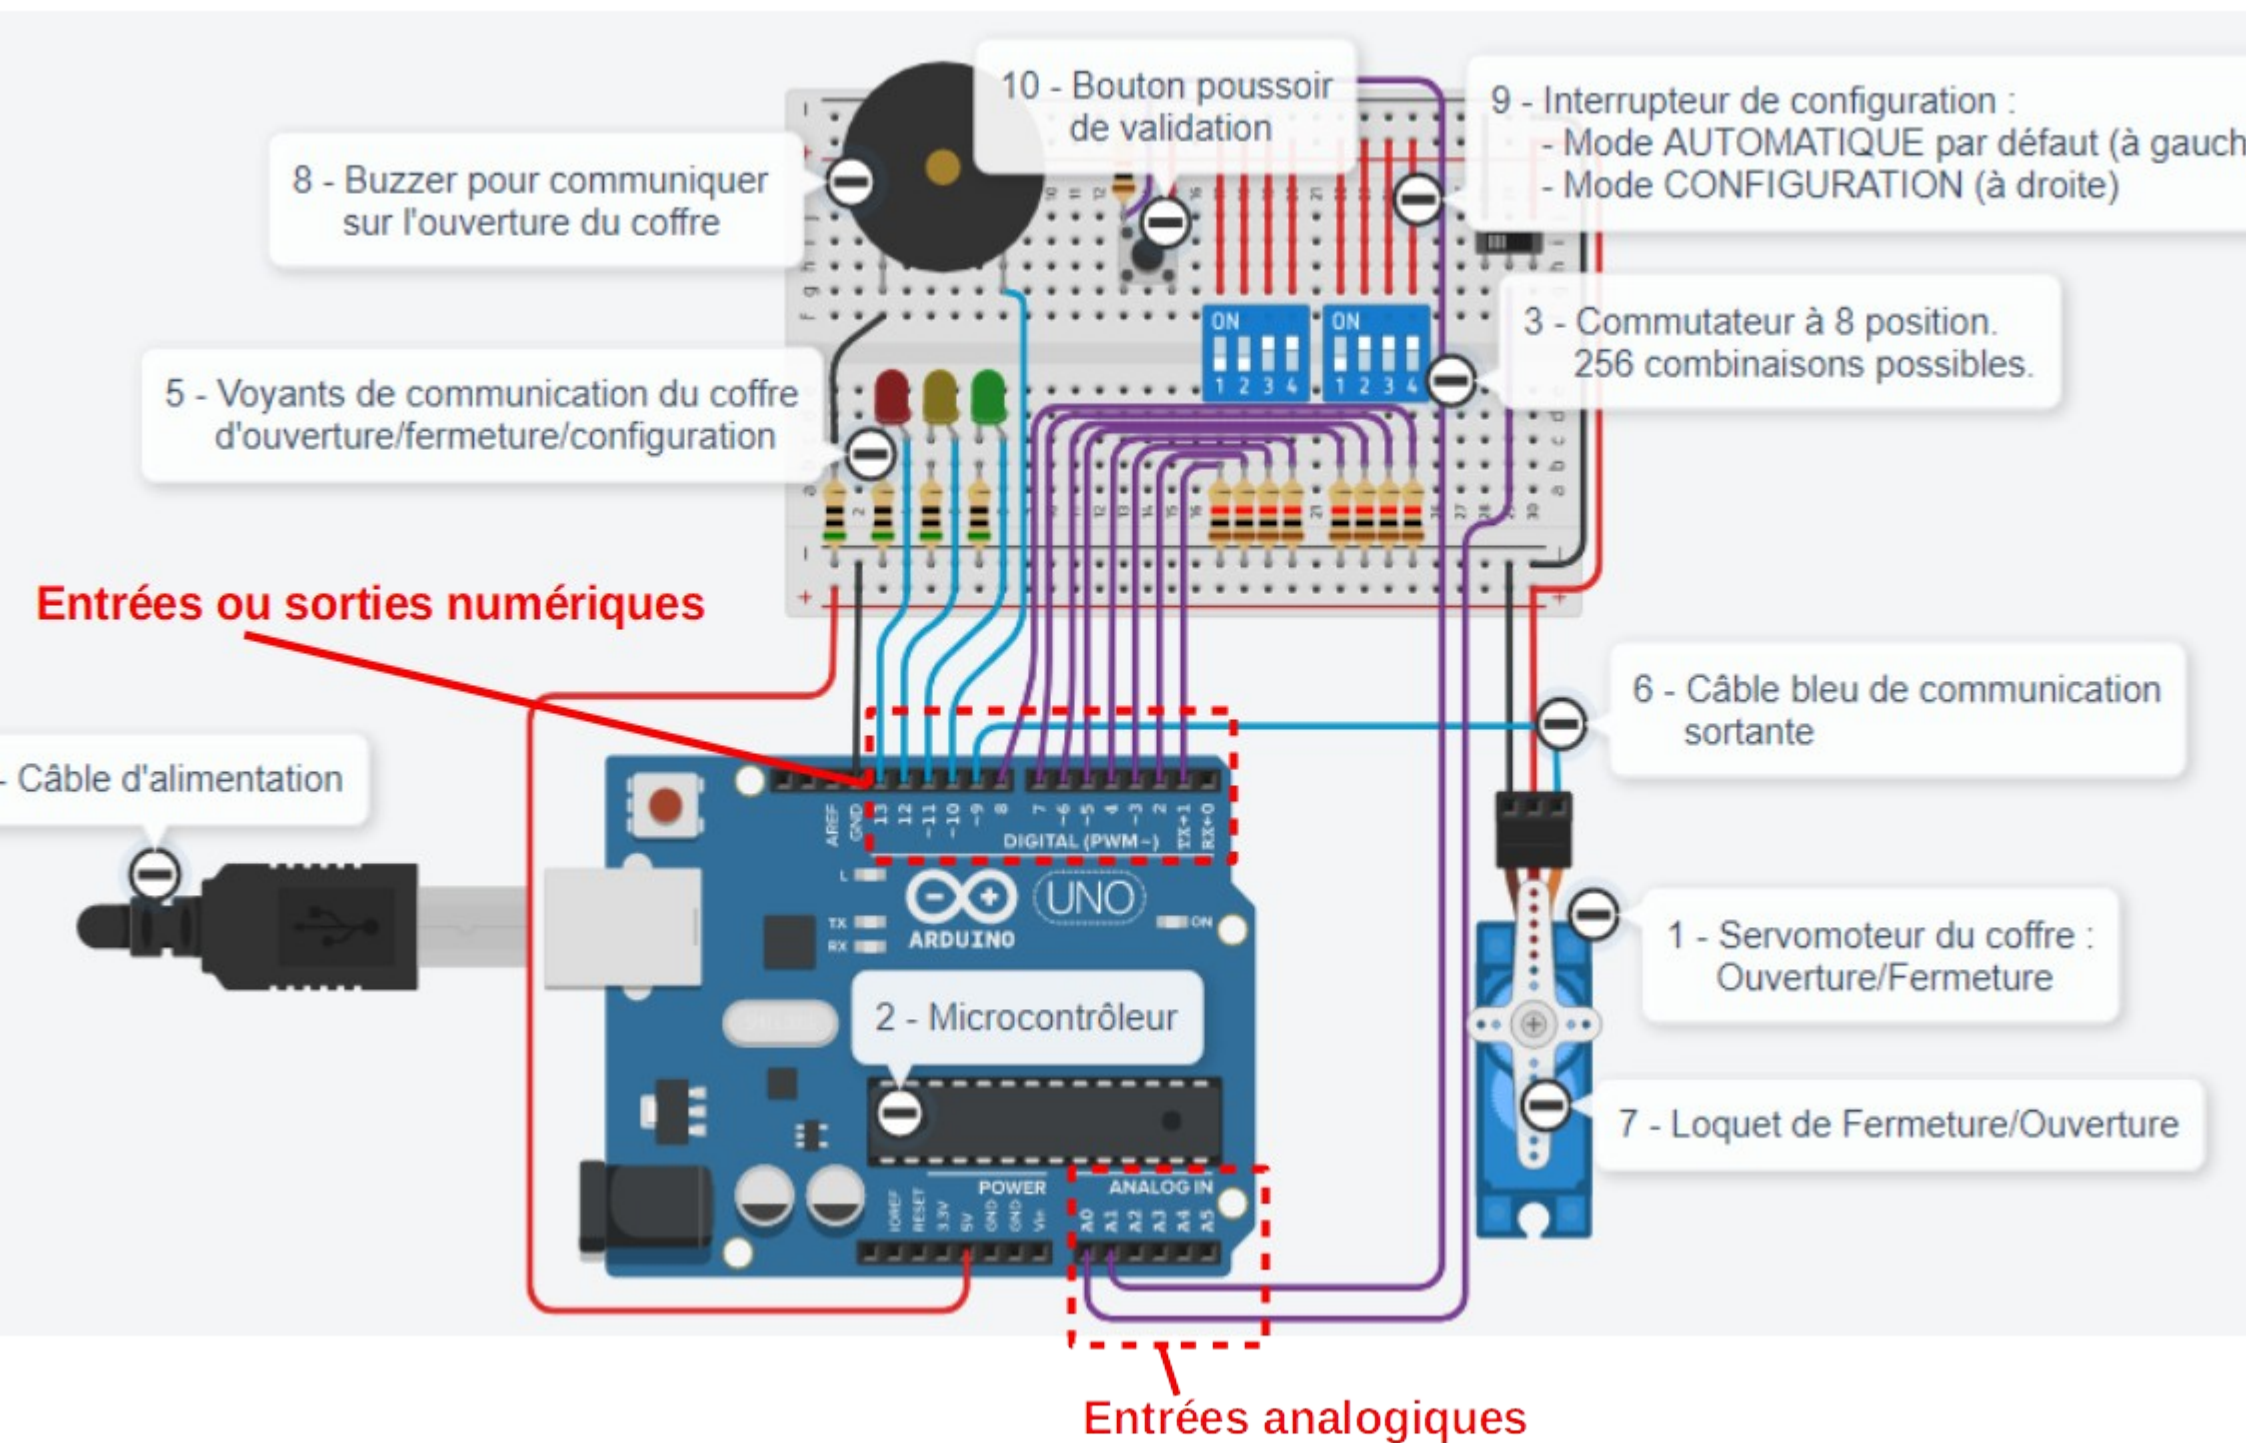 10 - Bouton poussoir
de validation
9 - Interrupteur de configuration :
- Mode AUTOMATIQUE par défaut (à gauch
- Mode CONFIGURATION (à droite)
8 - Buzzer pour communiquer
sur l'ouverture du coffre
3 - Commutateur à 8 position.
256 combinaisons possibles.
ON
1 2 3 4
ON
1 2 3 4
5 - Voyants de communication du coffre
d'ouverture/fermeture/configuration
Entrées ou sorties numériques
6 - Câble bleu de communication
sortante
- Câble d'alimentation
AREF GND 13 12 ~11 ~10 ~9 8 7 ~6 ~5 4 ~3 2 TX→1 RX←0
DIGITAL (PWM~)
L
TX
RX
UNO
ON
ARDUINO
1 - Servomoteur du coffre :
Ouverture/Fermeture
2 - Microcontrôleur
7 - Loquet de Fermeture/Ouverture
POWER
ANALOG IN
IOREF RESET 3.3V 5V GND GND Vin A0 A1 A2 A3 A4 A5
Entrées analogiques